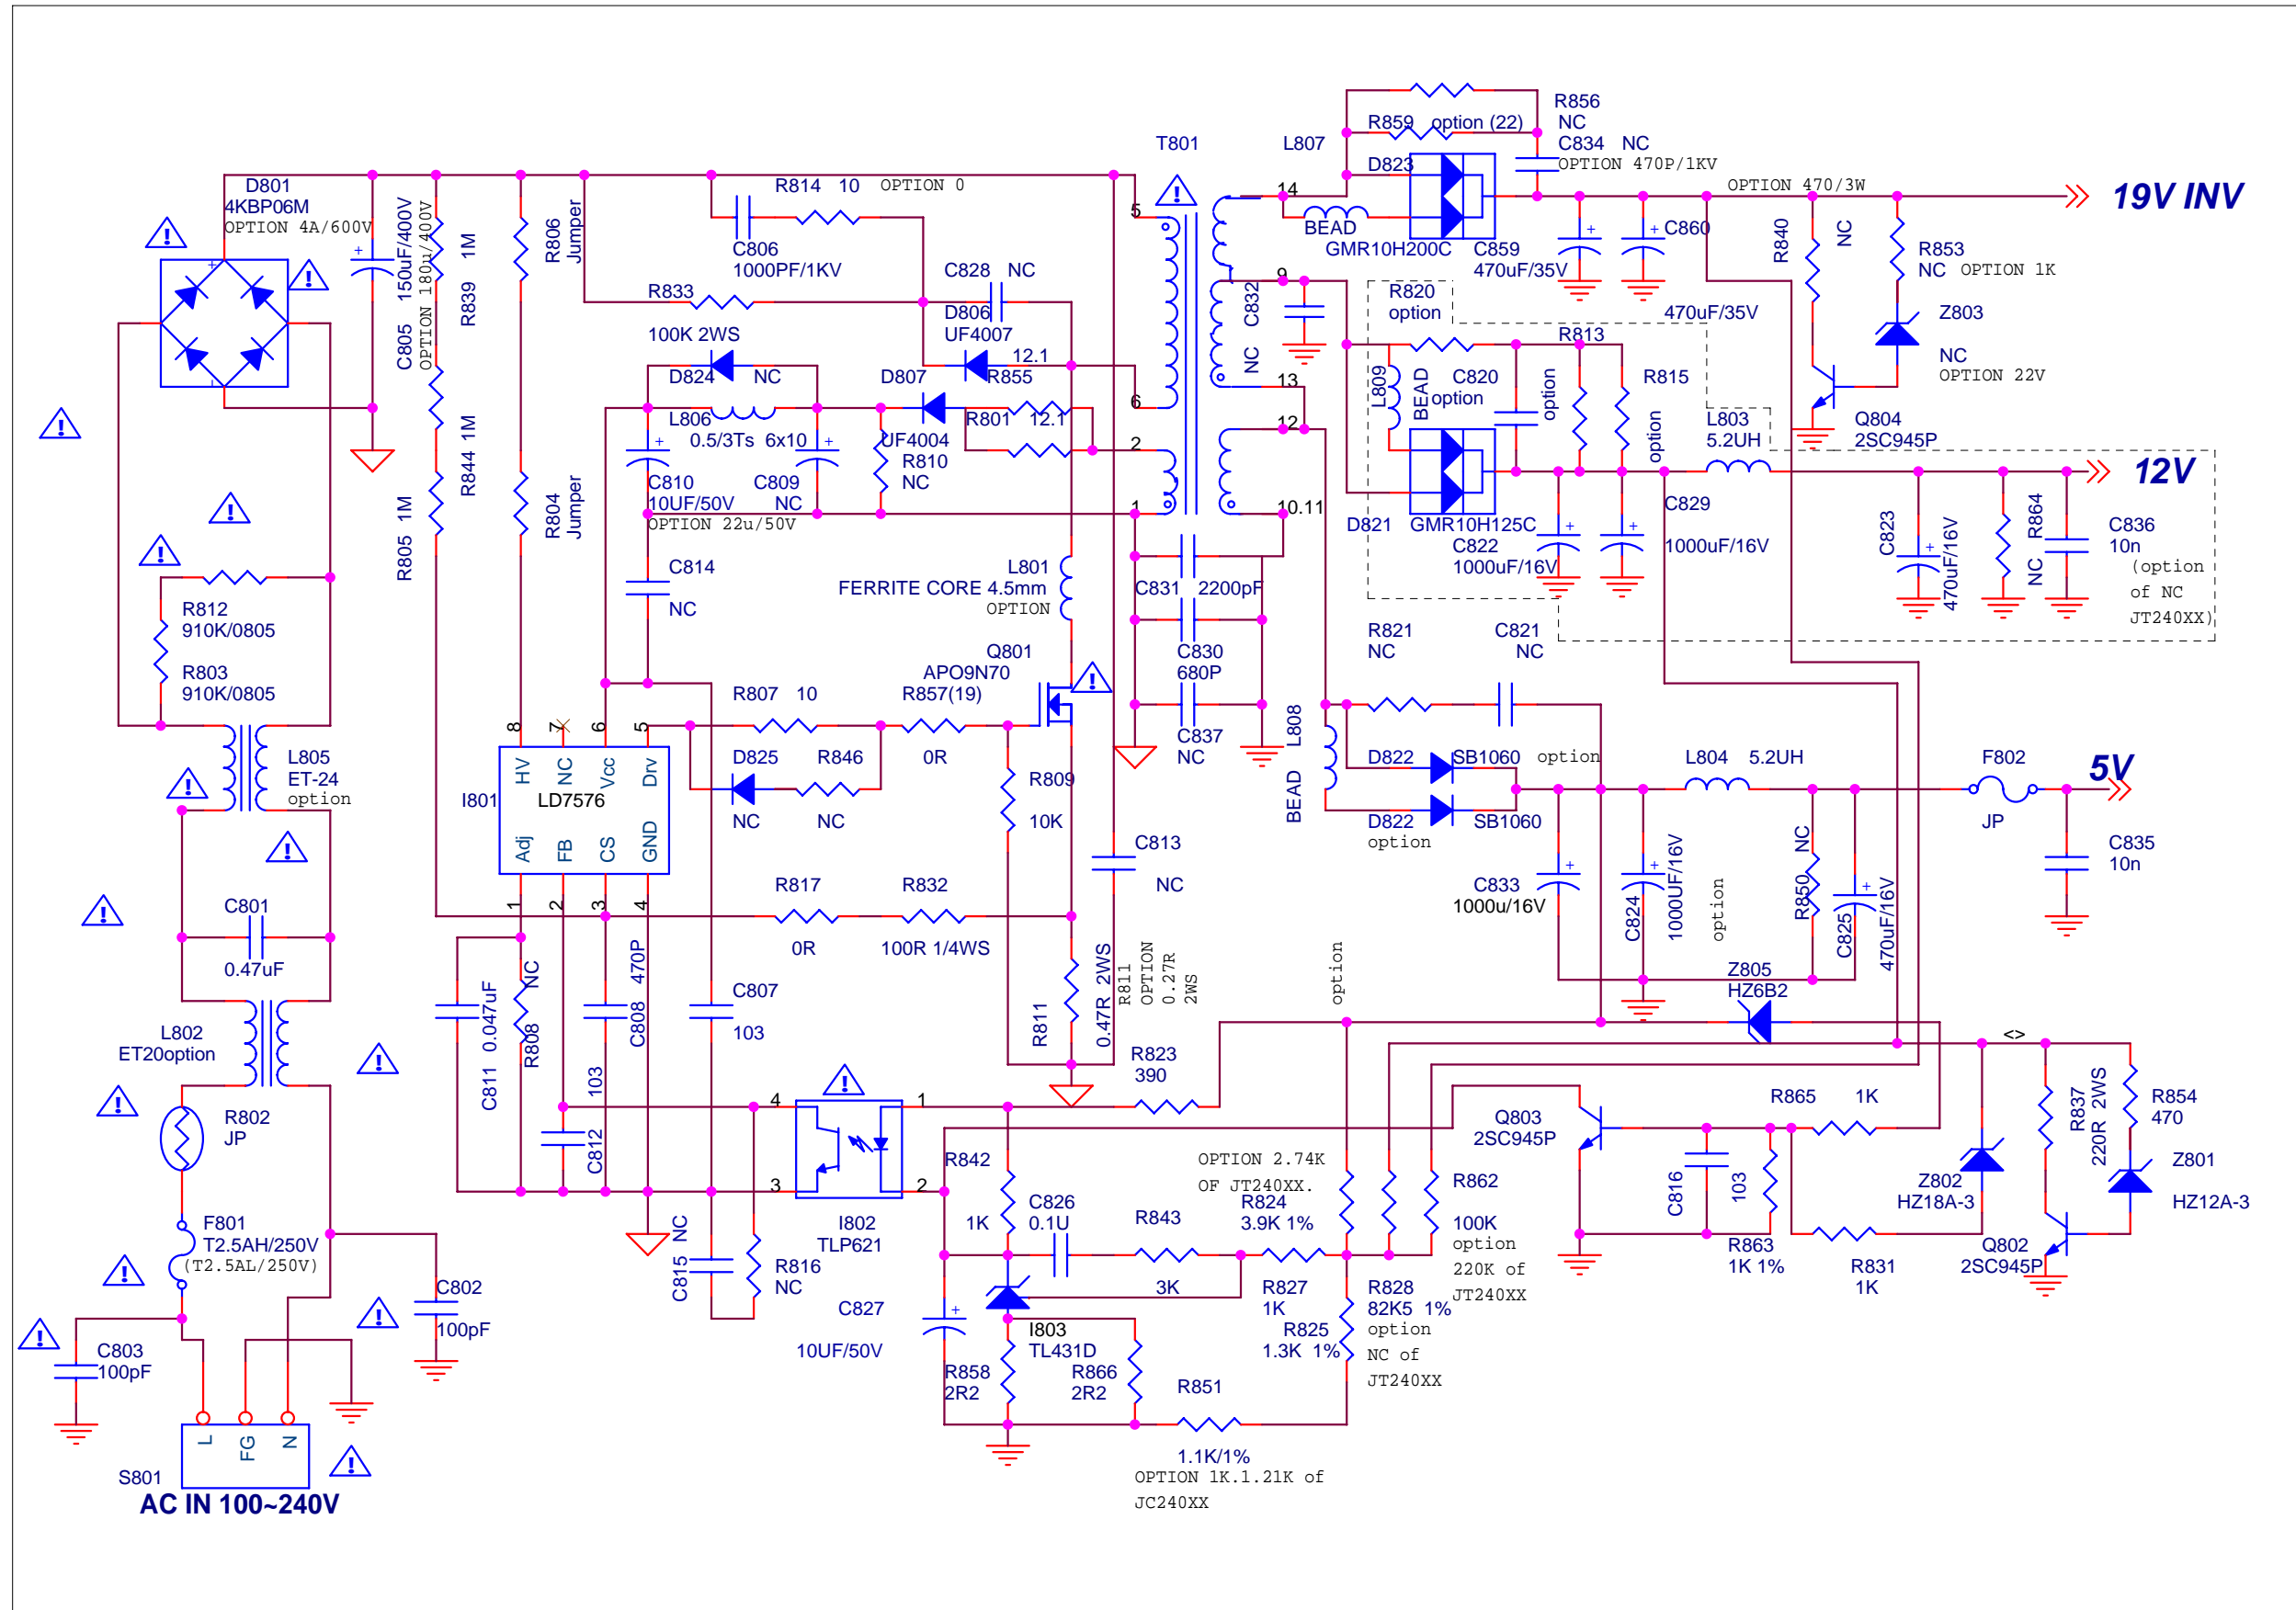 D801
4KBP06M
OPTION 4A/600V
C805 150uF/400V
OPTION 180u/400V
R839 1M
R844 1M
R805 1M
R806
Jumper
R804
Jumper
R814 10
OPTION 0
C806
1000PF/1KV
R833
100K 2WS
C828 NC
D806
UF4007
D824 NC
L806
0.5/3Ts 6x10
D807
UF4004
12.1
R855
R801 12.1
C810
10UF/50V
OPTION 22u/50V
C809
NC
R810
NC
C814
NC
T801
5
6
2
1
14
9
13
12
10.11
L807
BEAD
R856
NC
R859 option (22)
C834 NC
OPTION 470P/1KV
D823
GMR10H200C
C859
470uF/35V
C860
470uF/35V
OPTION 470/3W
R840
NC
R853
NC OPTION 1K
Z803
NC
OPTION 22V
Q804
2SC945P
19V INV
C832
NC
R820
option
L809
BEAD
C820
option
option
R813
R815
option
D821
GMR10H125C
C822
1000uF/16V
C829
1000uF/16V
L803
5.2UH
12V
C823
470uF/16V
R864
NC
C836
10n
(option
of NC
JT240XX)
R812
910K/0805
R803
910K/0805
L805
ET-24
option
C801
0.47uF
L802
ET20option
R802
JP
F801
T2.5AH/250V
(T2.5AL/250V)
C802
100pF
C803
100pF
S801
L
FG
N
AC IN 100~240V
L801
FERRITE CORE 4.5mm
OPTION
Q801
APO9N70
R857(19)
0R
R807 10
D825
NC
R846
NC
R809
10K
I801
LD7576
8
7
6
5
HV
NC
Vcc
Drv
Adj
FB
CS
GND
1
2
3
4
R817
0R
R832
100R 1/4WS
C813
NC
R811
0.47R 2WS
R811
OPTION
0.27R
2WS
C811 0.047uF
R808
NC
C808 470P
C807
103
C812
103
C815
NC
R816
NC
4
3
1
2
I802
TLP621
C831 2200pF
C830
680P
C837
NC
R821
NC
C821
NC
L808
BEAD
D822
SB1060
option
D822
SB1060
option
L804 5.2UH
F802
JP
5V
C833
1000u/16V
C824
1000UF/16V
option
R850 NC
C825
470uF/16V
C835
10n
Z805
HZ6B2
option
R823
390
R842
1K
C826
0.1U
R843
3K
OPTION 2.74K
OF JT240XX.
R824
3.9K 1%
R827
1K
R862
100K
option
220K of
JT240XX
R828
82K5 1%
option
NC of
JT240XX
R825
1.3K 1%
C827
10UF/50V
I803
TL431D
R858
2R2
R866
2R2
R851
1.1K/1%
OPTION 1K.1.21K of
JC240XX
Q803
2SC945P
R865 1K
C816
103
R863
1K 1%
R831
1K
Z802
HZ18A-3
<>
R837
220R 2WS
R854
470
Z801
HZ12A-3
Q802
2SC945P